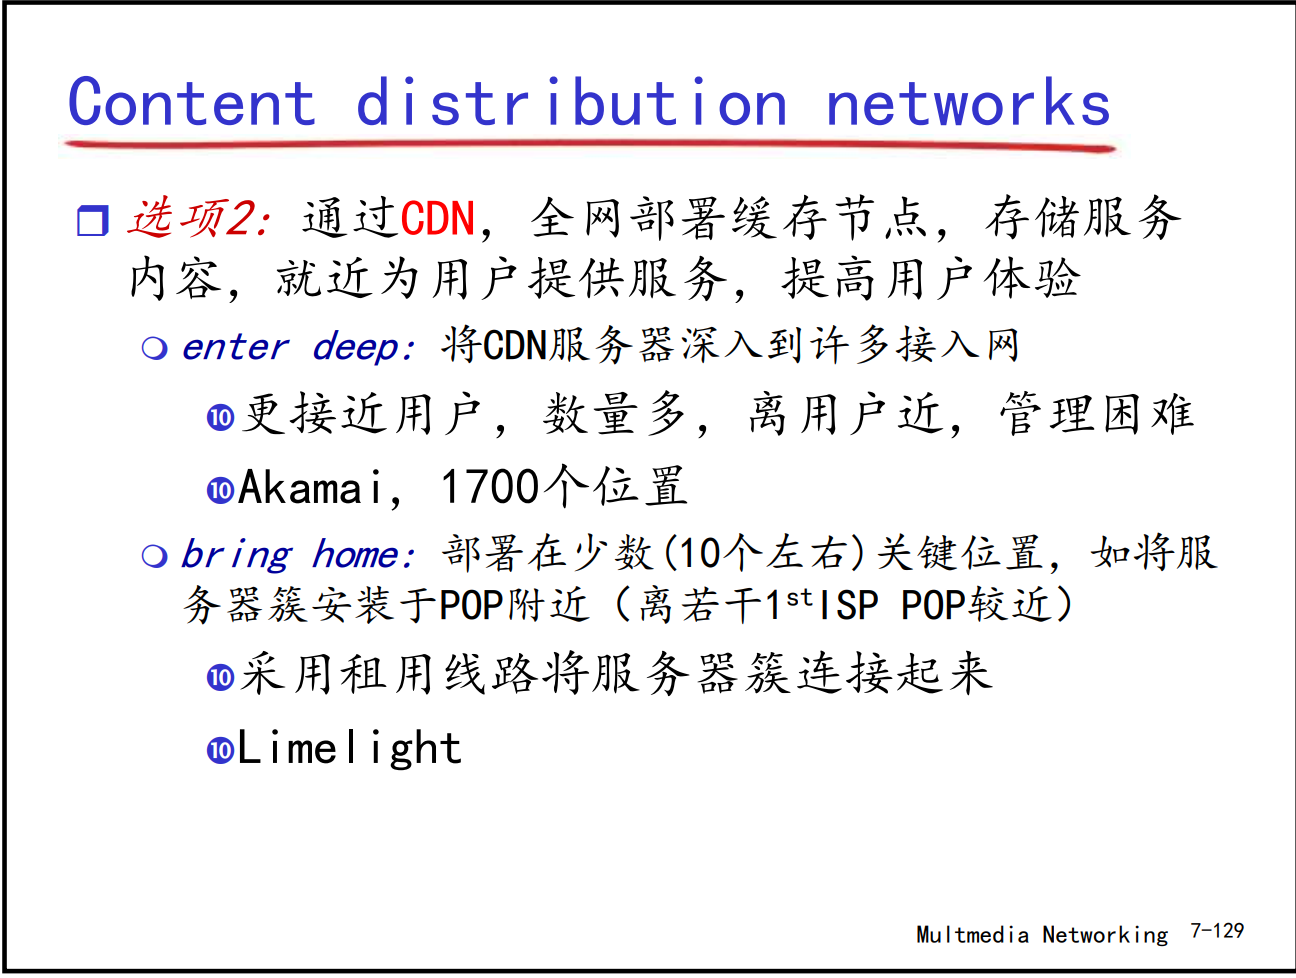 Content distribution networks
选项2: 通过CDN，全网部署缓存节点，存储服务
内容，就近为用户提供服务，提高用户体验
enter deep: 将CDN服务器深入到许多接入网
⑩更接近用户，数量多，离用户近，管理困难
⑩Akamai，1700个位置
bring home: 部署在少数(10个左右)关键位置，如将服
务器簇安装于POP附近（离若干1stISP POP较近）
⑩采用租用线路将服务器簇连接起来
⑩Limelight
Multmedia Networking 7-129